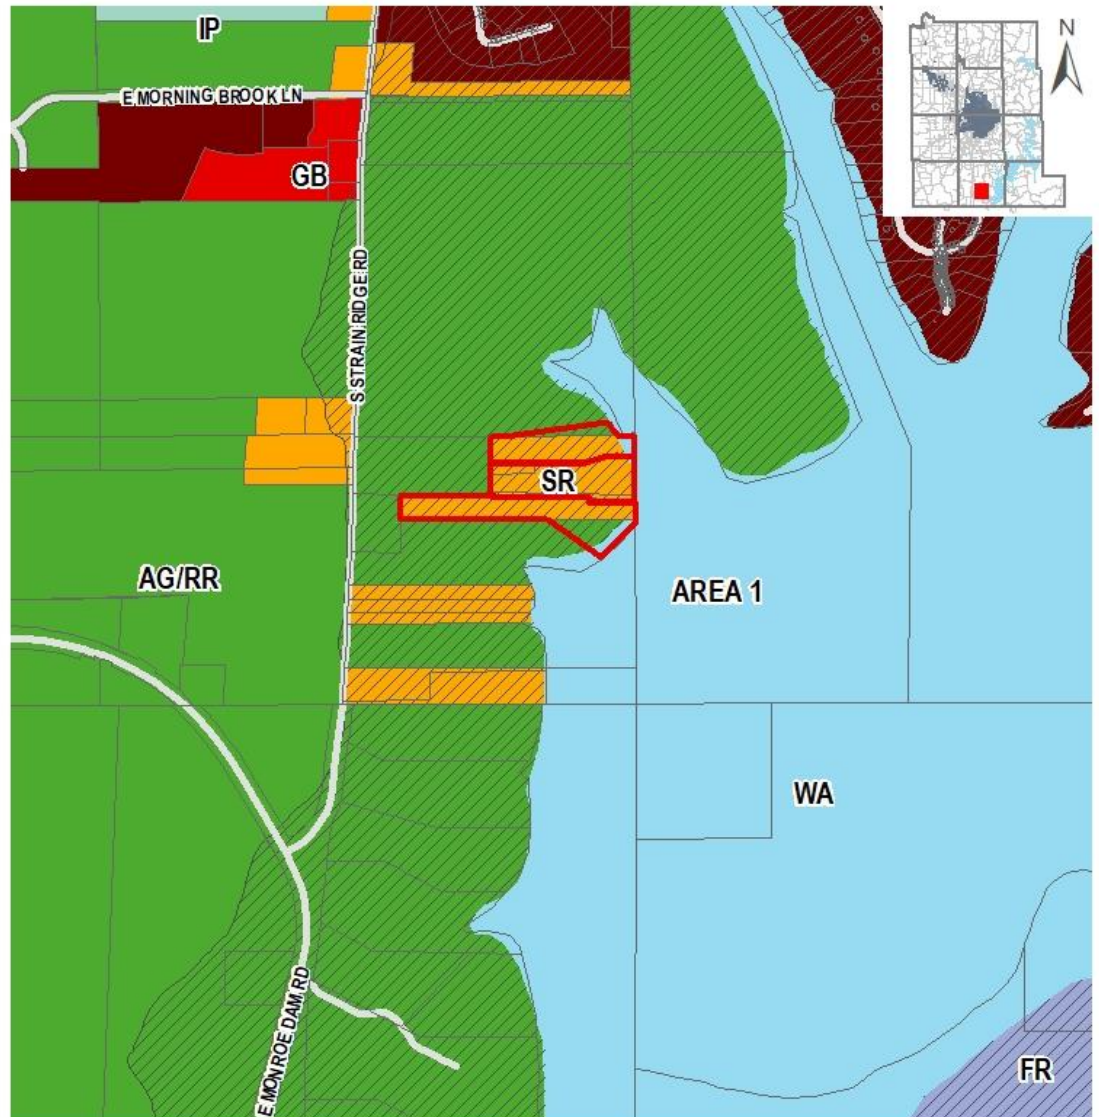 IP
N
E MORNING BROOK LN
GB
S STRAIN RIDGE RD
SR
AG/RR
AREA 1
WA
E MONROE DAM RD
FR